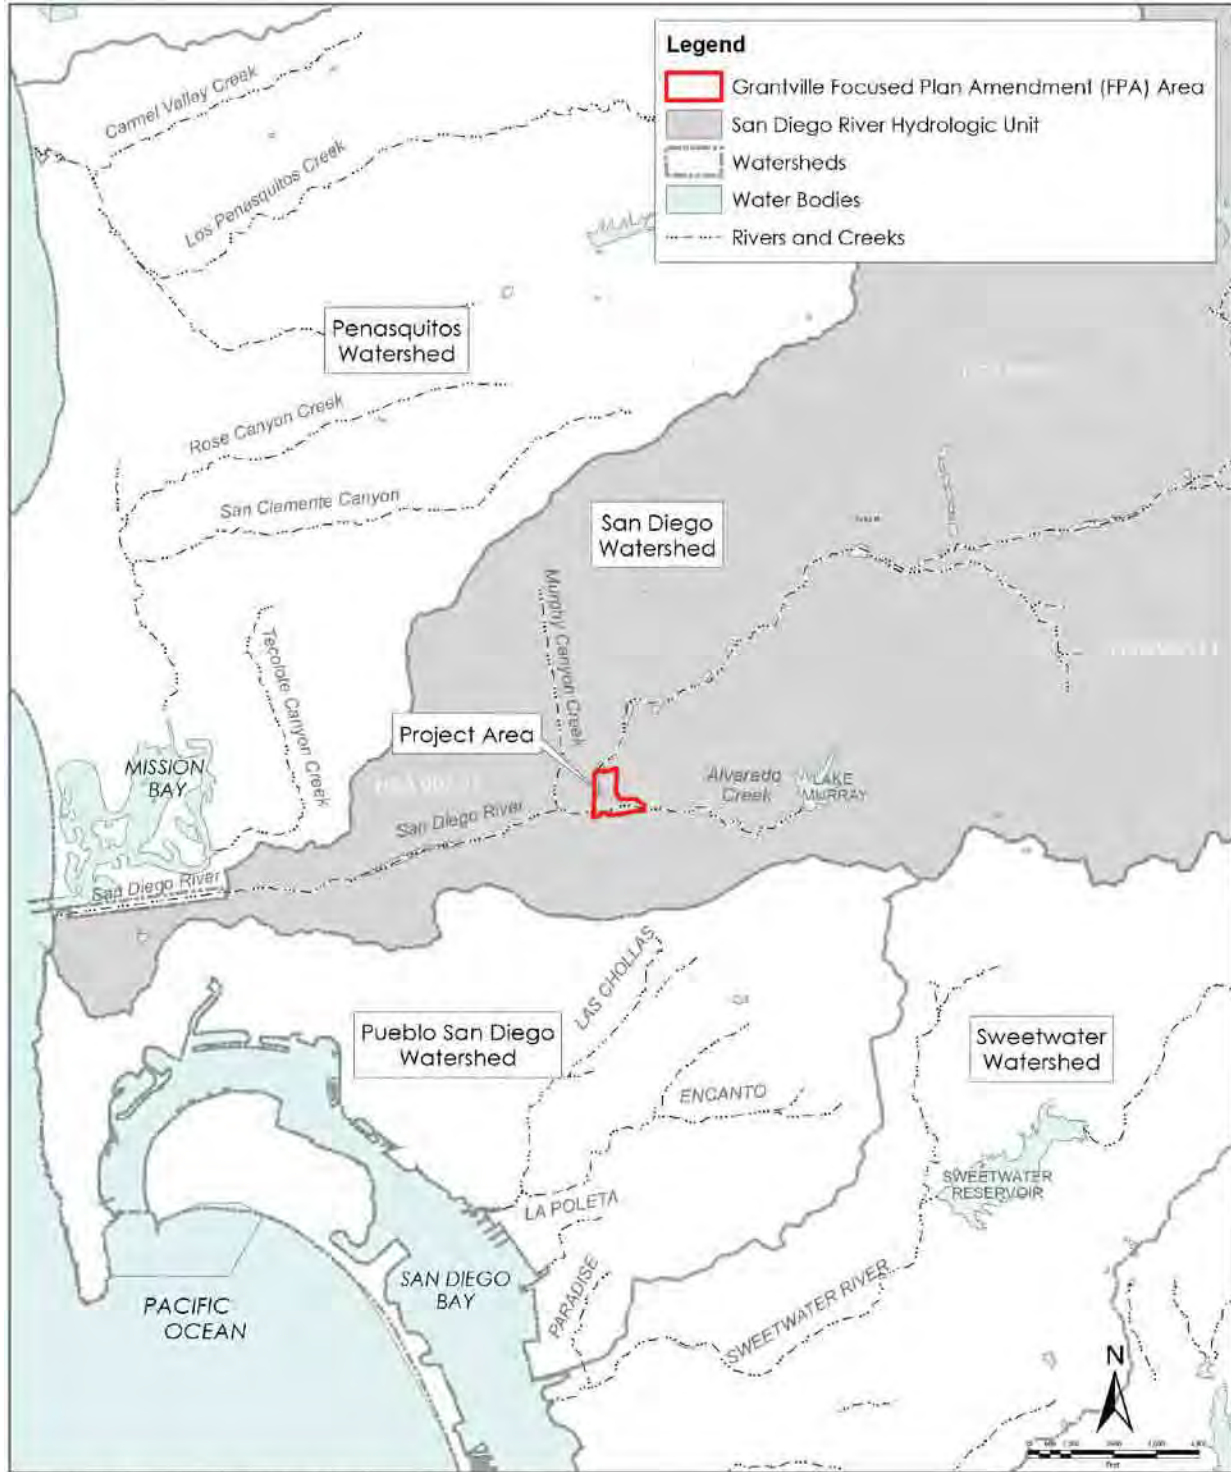 Legend
Grantville Focused Plan Amendment (FPA) Area
San Diego River Hydrologic Unit
Watersheds
Water Bodies
Rivers and Creeks
Carmel Valley Creek
Los Penasquitos Creek
Penasquitos
Watershed
Rose Canyon Creek
San Clemente Canyon
San Diego
Watershed
Murphy Canyon Creek
Tecolote Canyon Creek
Project Area
MISSION
BAY
Alvarado
Creek
LAKE
MURRAY
San Diego River
San Diego River
LAS CHOLLAS
Pueblo San Diego
Watershed
Sweetwater
Watershed
ENCANTO
SWEETWATER
RESERVOIR
LA POLETA
PARADISE
SAN DIEGO
BAY
SWEETWATER RIVER
PACIFIC
OCEAN
N
Feet